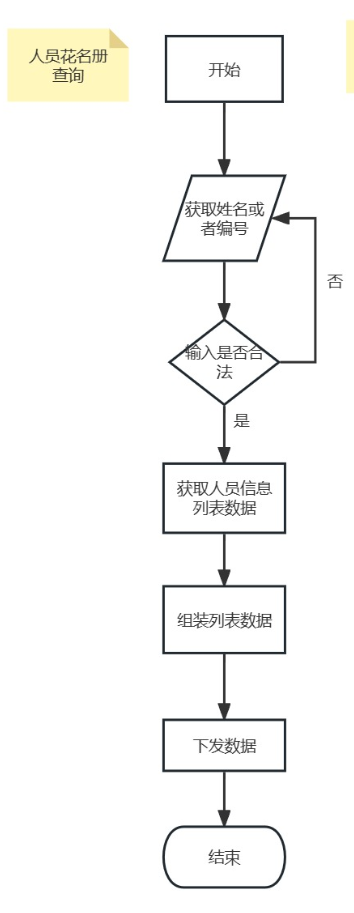 人员花名册
查询
开始
获取姓名或
者编号
否
输入是否合
法
是
获取人员信息
列表数据
组装列表数据
下发数据
结束